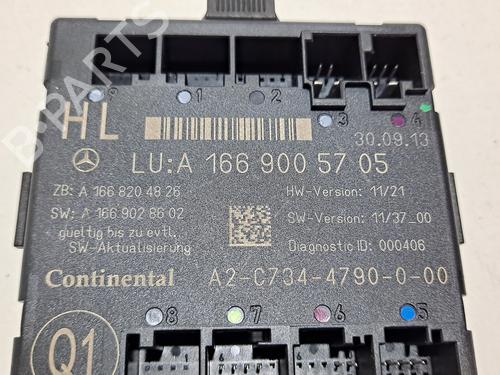 B-PARTS
0 1 2
HL
3 4
30.09.13
LU:A 166 900 57 05
ZB: A 166 820 48 26
HW-Version: 11/21
SW: A 166 902 86 02
SW-Version: 11/37_00
gueltig bis zu evtl.
SW-Aktualisierung
Diagnostic ID: 000406
Continental
A2-C734-4790-0-00
8 7 6 5
Q1